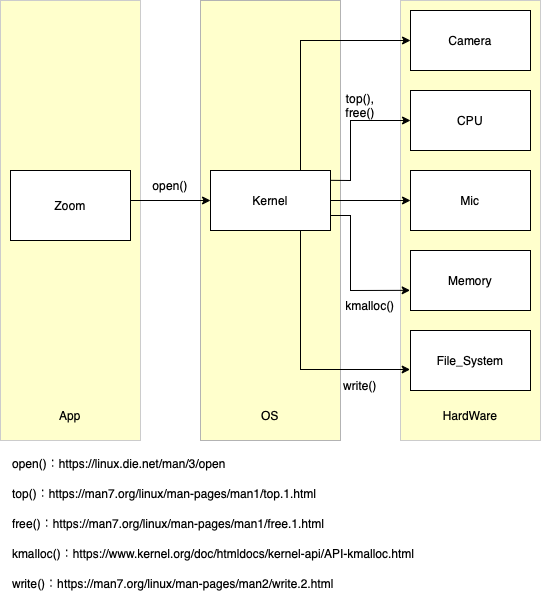 Camera
top(),
free()
CPU
open()
Zoom
Kernel
Mic
Memory
kmalloc()
File_System
write()
App
OS
HardWare
open()：https://linux.die.net/man/3/open
top()：https://man7.org/linux/man-pages/man1/top.1.html
free()：https://man7.org/linux/man-pages/man1/free.1.html
kmalloc()：https://www.kernel.org/doc/htmldocs/kernel-api/API-kmalloc.html
write()：https://man7.org/linux/man-pages/man2/write.2.html